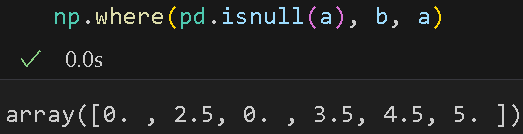 np.where(pd.isnull(a), b, a)
0.0s
array([0. , 2.5, 0. , 3.5, 4.5, 5. ])